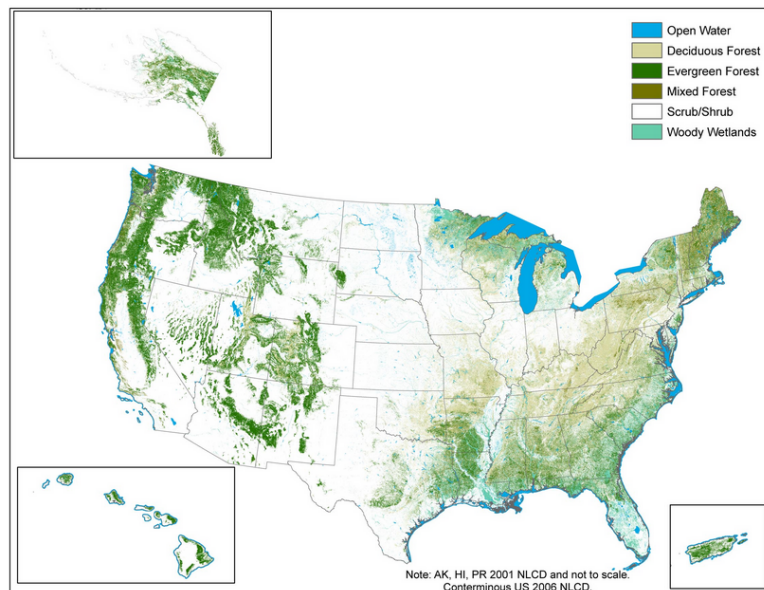 Open Water
Deciduous Forest
Evergreen Forest
Mixed Forest
Scrub/Shrub
Woody Wetlands
Note: AK, HI, PR 2001 NLCD and not to scale.
Conterminous US 2006 NLCD.